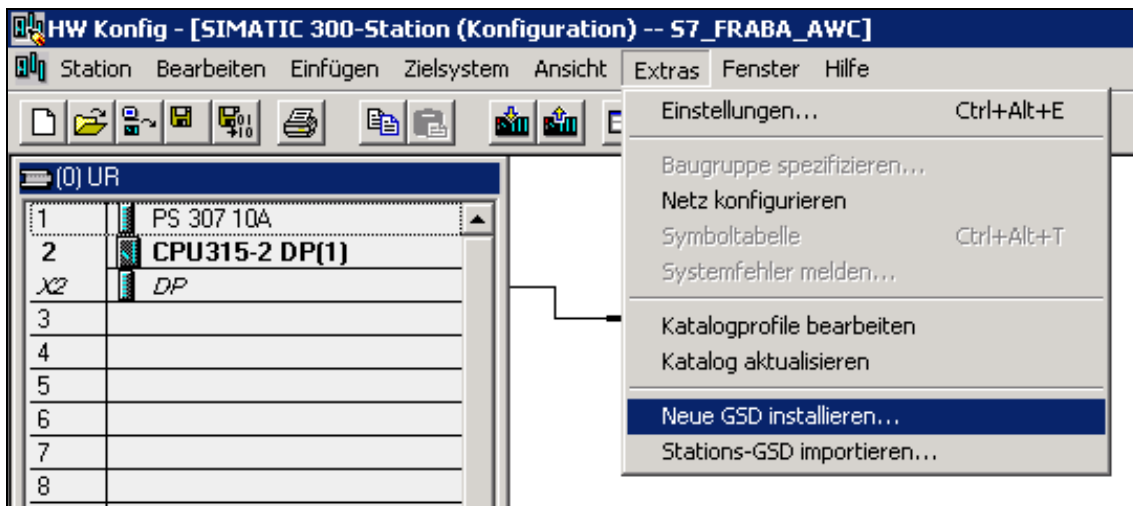 HW Konfig - [SIMATIC 300-Station (Konfiguration) -- S7_FRABA_AWC]
Station Bearbeiten Einfügen Zielsystem Ansicht Extras Fenster Hilfe
(0) UR
1 PS 307 10A
2 CPU315-2 DP(1)
X2 DP
3
4
5
6
7
8
Einstellungen... Ctrl+Alt+E
Baugruppe spezifizieren...
Netz konfigurieren
Symboltabelle Ctrl+Alt+T
Systemfehler melden...
Katalogprofile bearbeiten
Katalog aktualisieren
Neue GSD installieren...
Stations-GSD importieren...